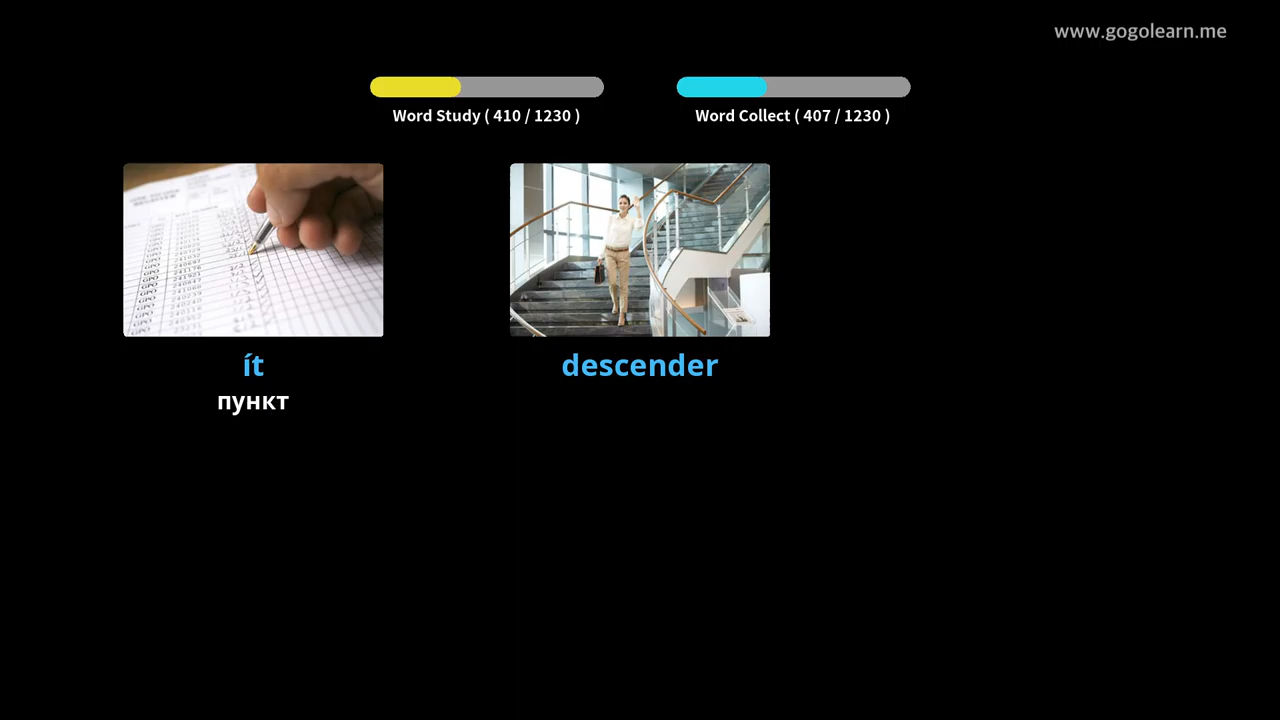 www.gogolearn.me
Word Study ( 410 / 1230 )
Word Collect ( 407 / 1230 )
ít
descender
пункт